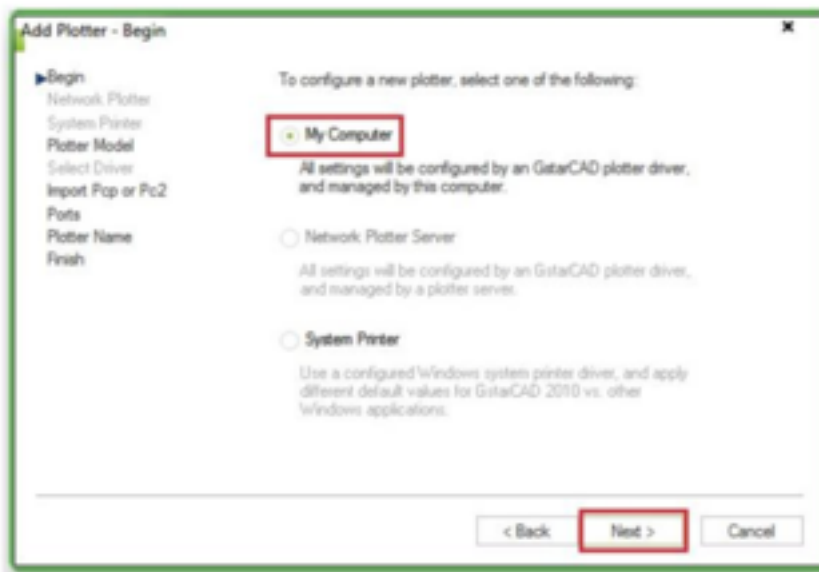 Add Plotter - Begin
Begin
Network Plotter
System Printer
Plotter Model
Select Driver
Import Pcp or Pc2
Ports
Plotter Name
Finish
To configure a new plotter, select one of the following:
My Computer
All settings will be configured by an GstarCAD plotter driver,
and managed by this computer.
Network Plotter Server
All settings will be configured by an GstarCAD plotter driver,
and managed by a plotter server.
System Printer
Use a configured Windows system printer driver, and apply
different default values for GstarCAD 2010 vs. other
Windows applications.
< Back
Next >
Cancel